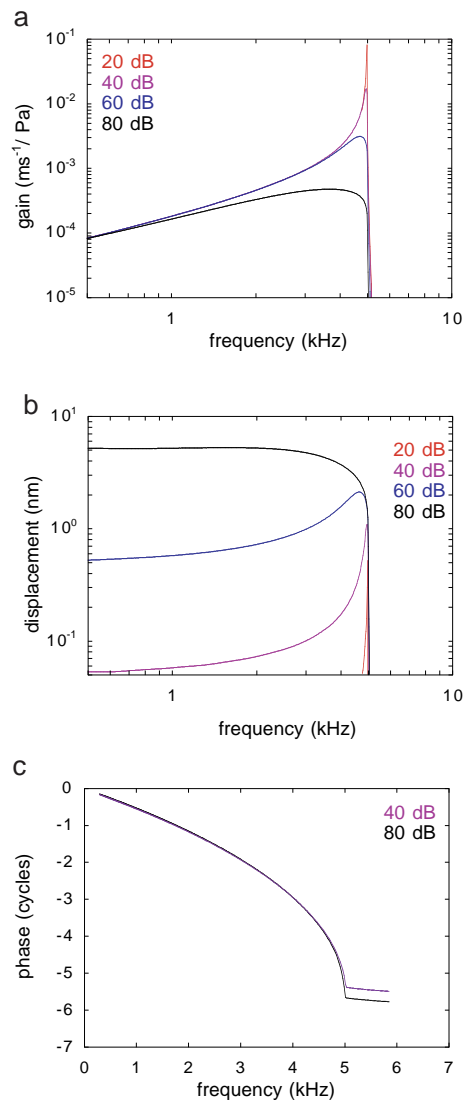 a
10^-1
20 dB
40 dB
60 dB
80 dB
10^-2
10^-3
10^-4
10^-5
gain (ms^-1/ Pa)
1
10
frequency (kHz)
b
10^1
20 dB
40 dB
60 dB
80 dB
10^0
10^-1
displacement (nm)
1
10
frequency (kHz)
c
0
40 dB
80 dB
-1
-2
-3
-4
-5
-6
-7
phase (cycles)
0 1 2 3 4 5 6 7
frequency (kHz)